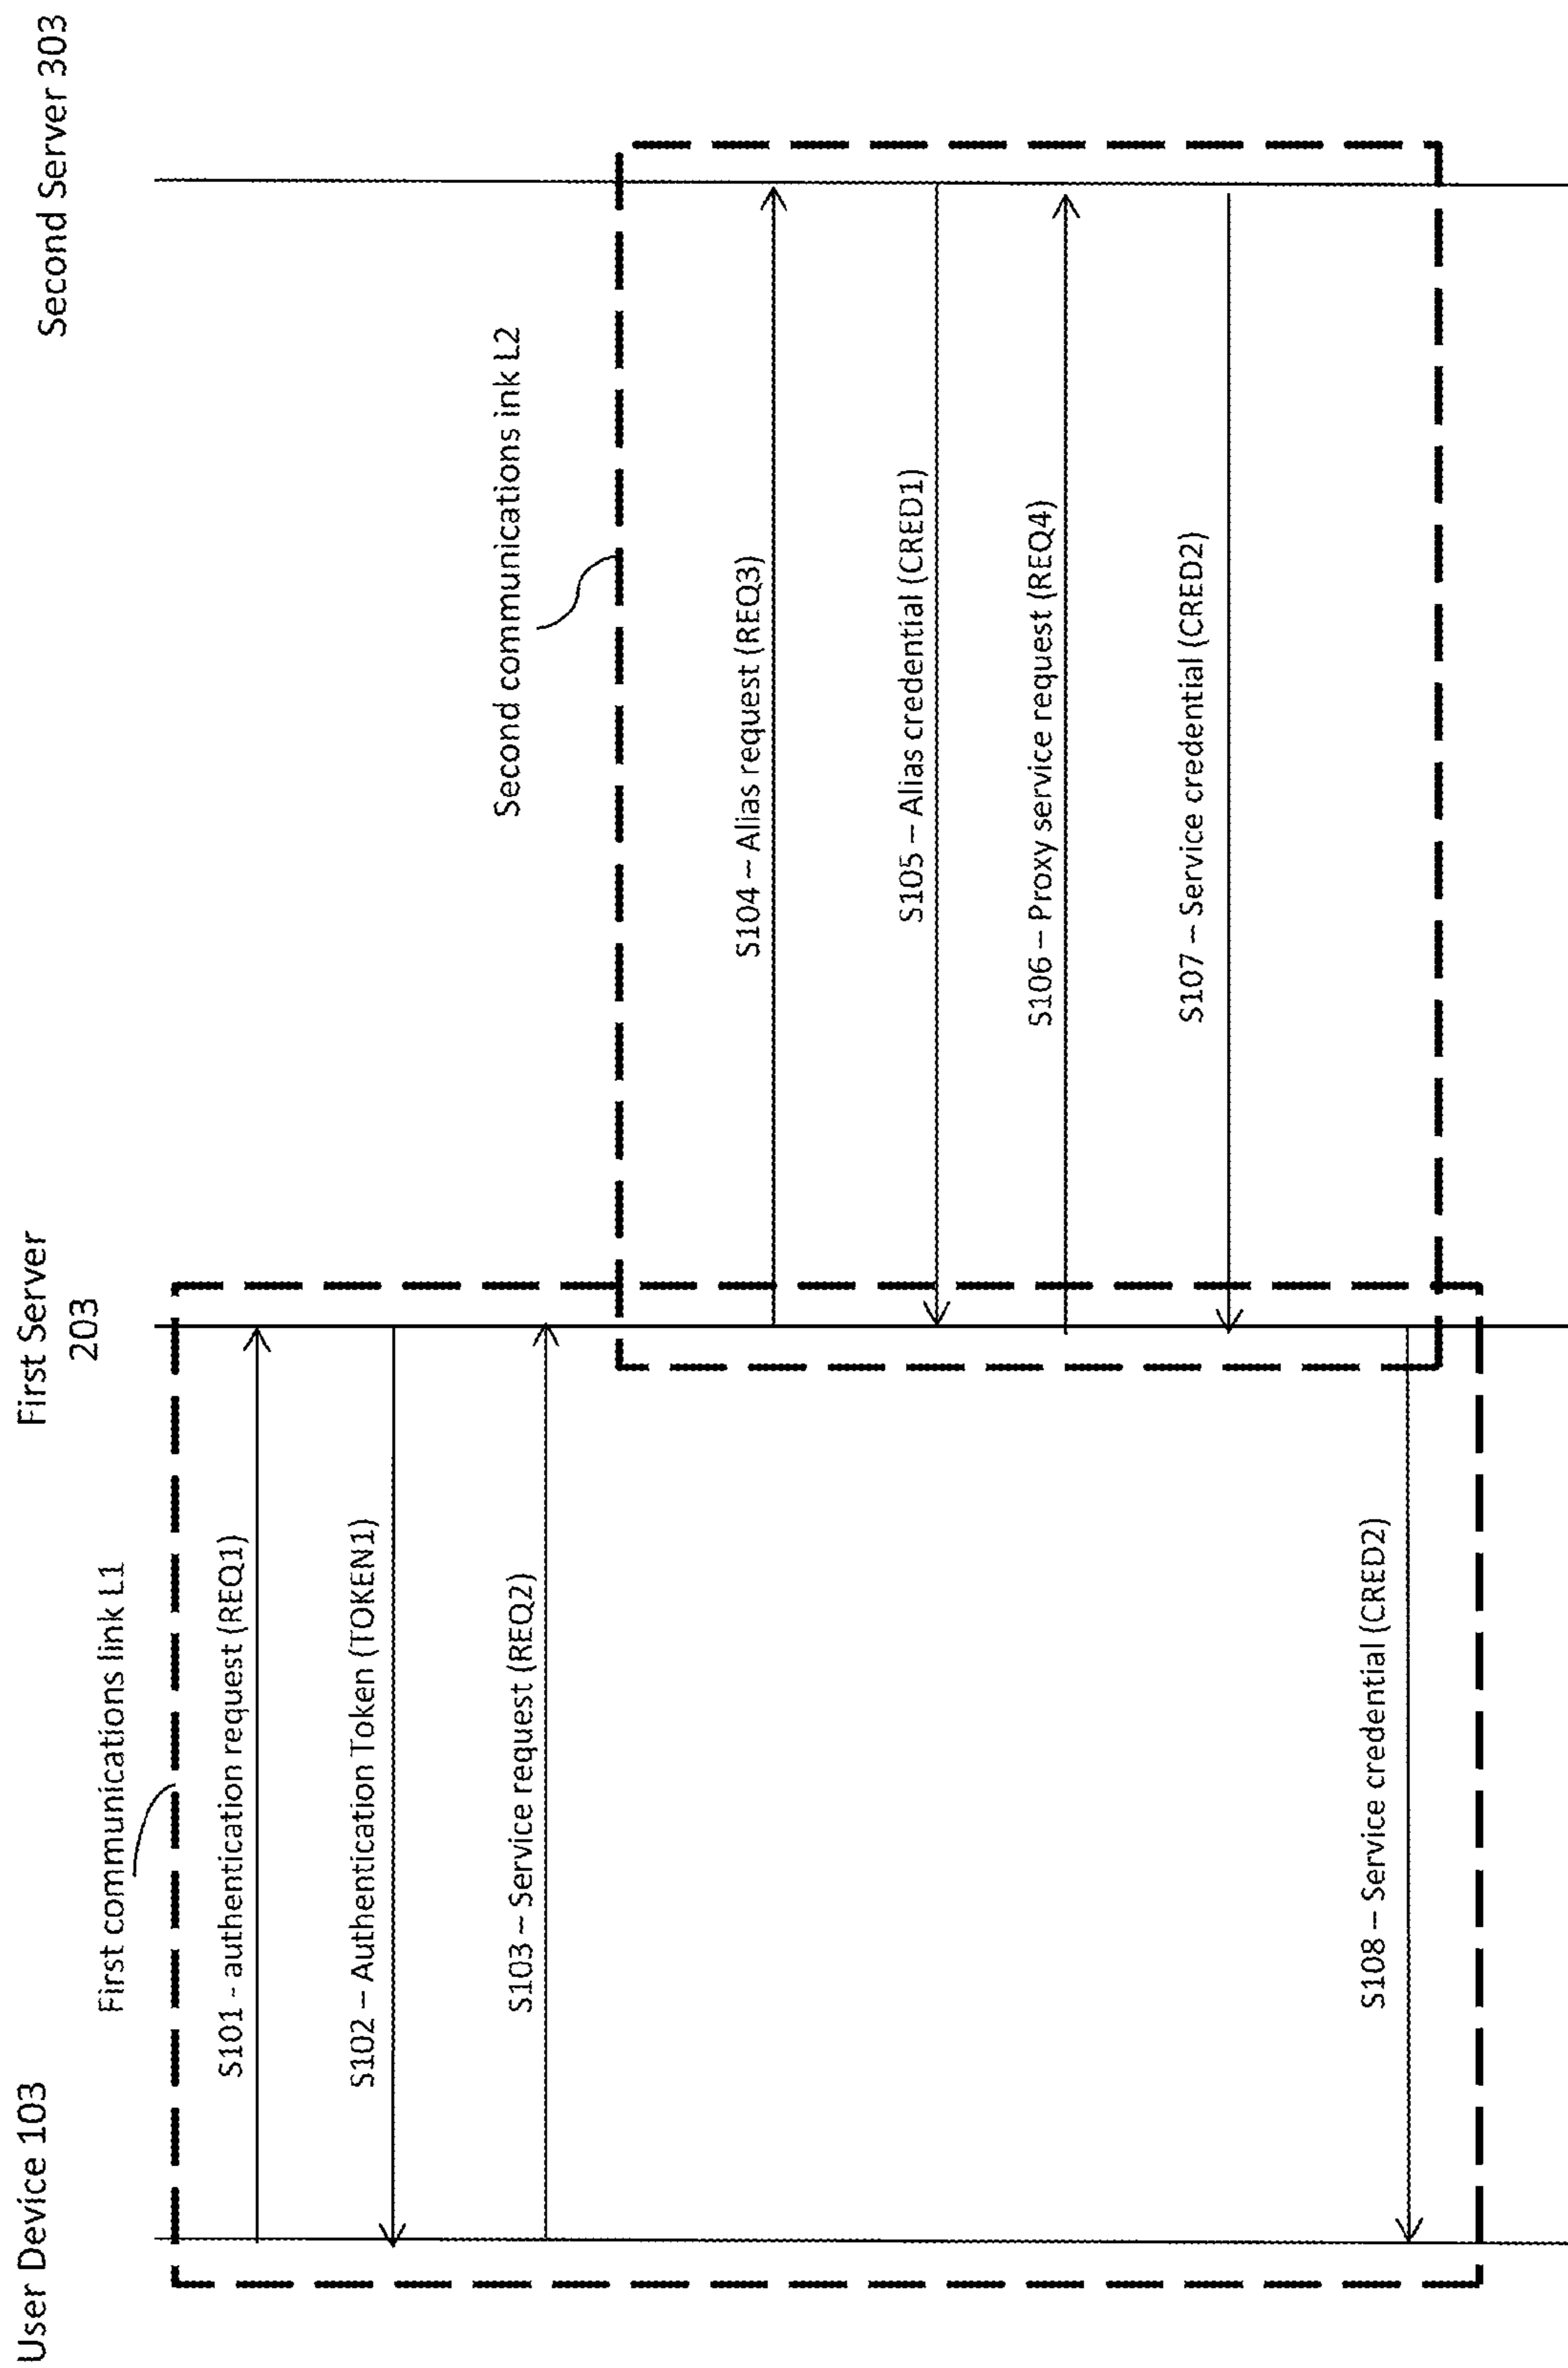 User Device 103
First Server
203
Second Server 303
First communications link L1
S101 - authentication request (REQ1)
S102 – Authentication Token (TOKEN1)
S103 – Service request (REQ2)
Second communications ink L2
S104 – Alias request (REQ3)
S105 – Alias credential (CRED1)
S106 – Proxy service request (REQ4)
S107 – Service credential (CRED2)
S108 – Service credential (CRED2)